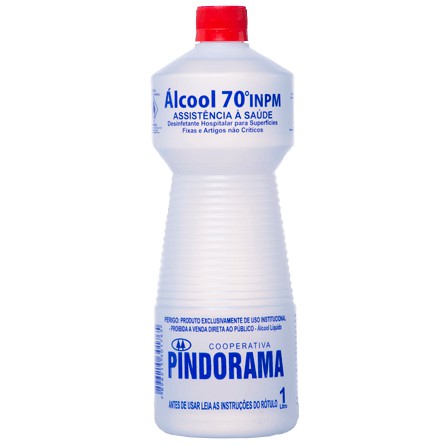 Álcool 70°INPM
ASSISTÊNCIA À SAÚDE
Desinfetante Hospitalar para Superfícies
Fixas e Artigos não Críticos
PERIGO: PRODUTO EXCLUSIVAMENTE DE USO INSTITUCIONAL
- PROIBIDA A VENDA DIRETA AO PÚBLICO - Álcool Líquido
COOPERATIVA
PINDORAMA
ANTES DE USAR LEIA AS INSTRUÇÕES DO RÓTULO
1
Litro